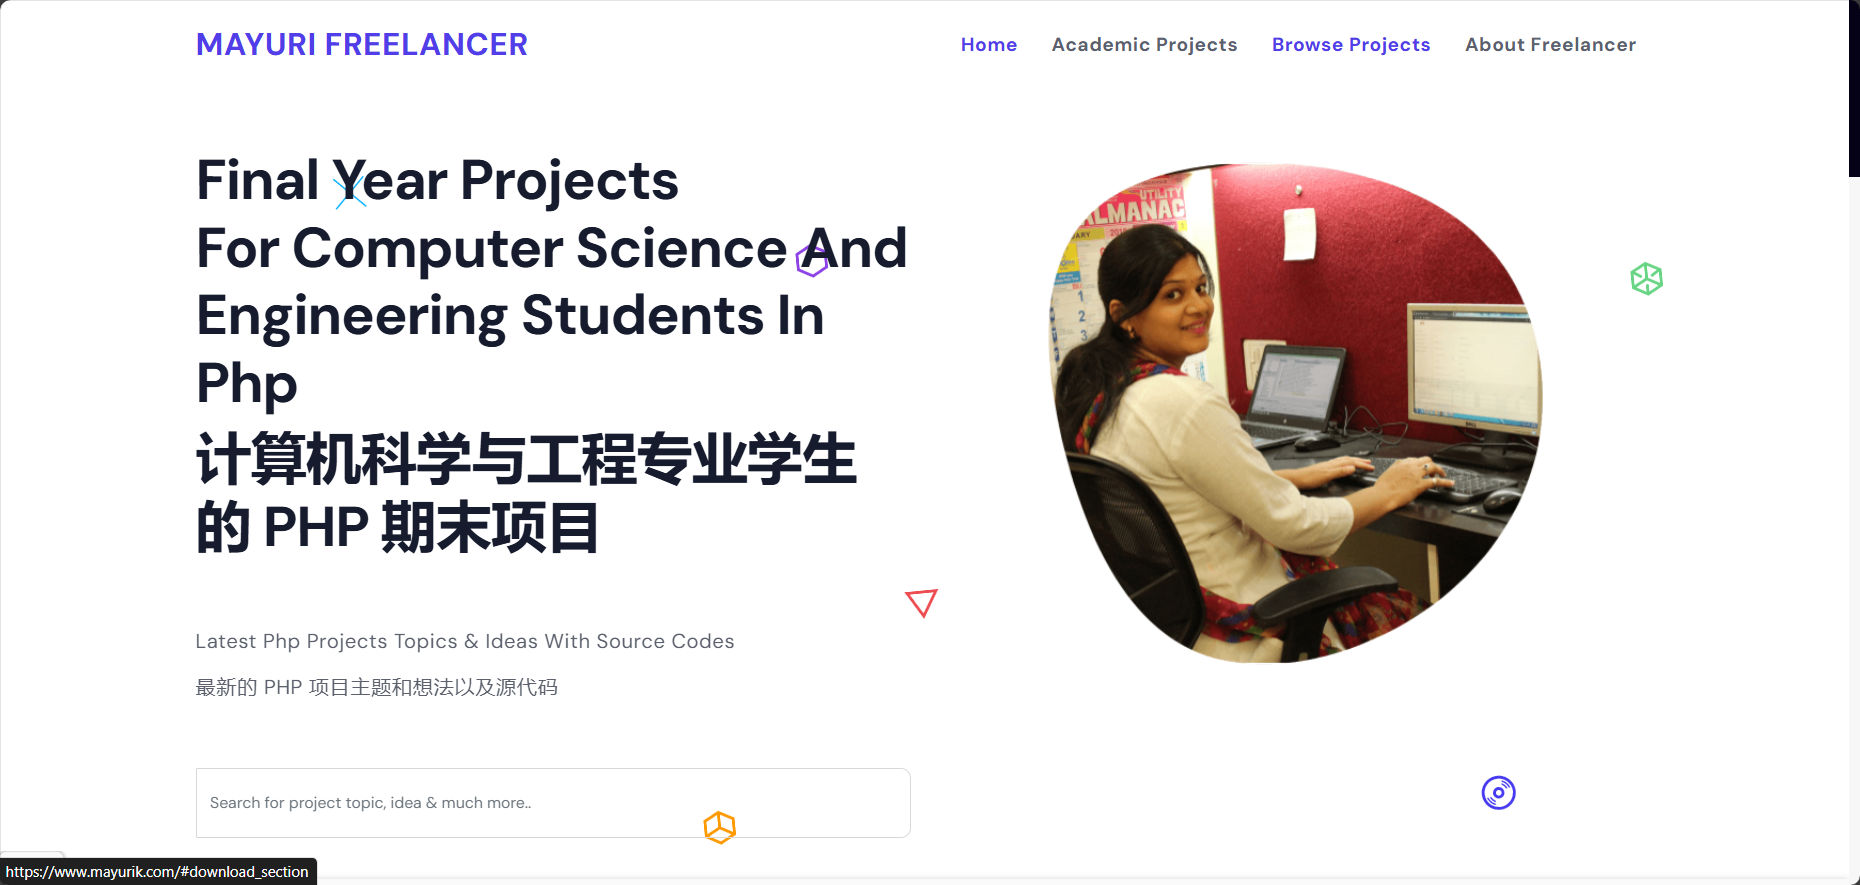 MAYURI FREELANCER
Home Academic Projects Browse Projects About Freelancer
Final Year Projects
For Computer Science And
Engineering Students In
Php
计算机科学与工程专业学生
的 PHP 期末项目
Latest Php Projects Topics & Ideas With Source Codes
最新的 PHP 项目主题和想法以及源代码
Search for project topic, idea & much more..
UTILITY
ALMANAC
1
2
3
DELL
https://www.mayurik.com/#download_section